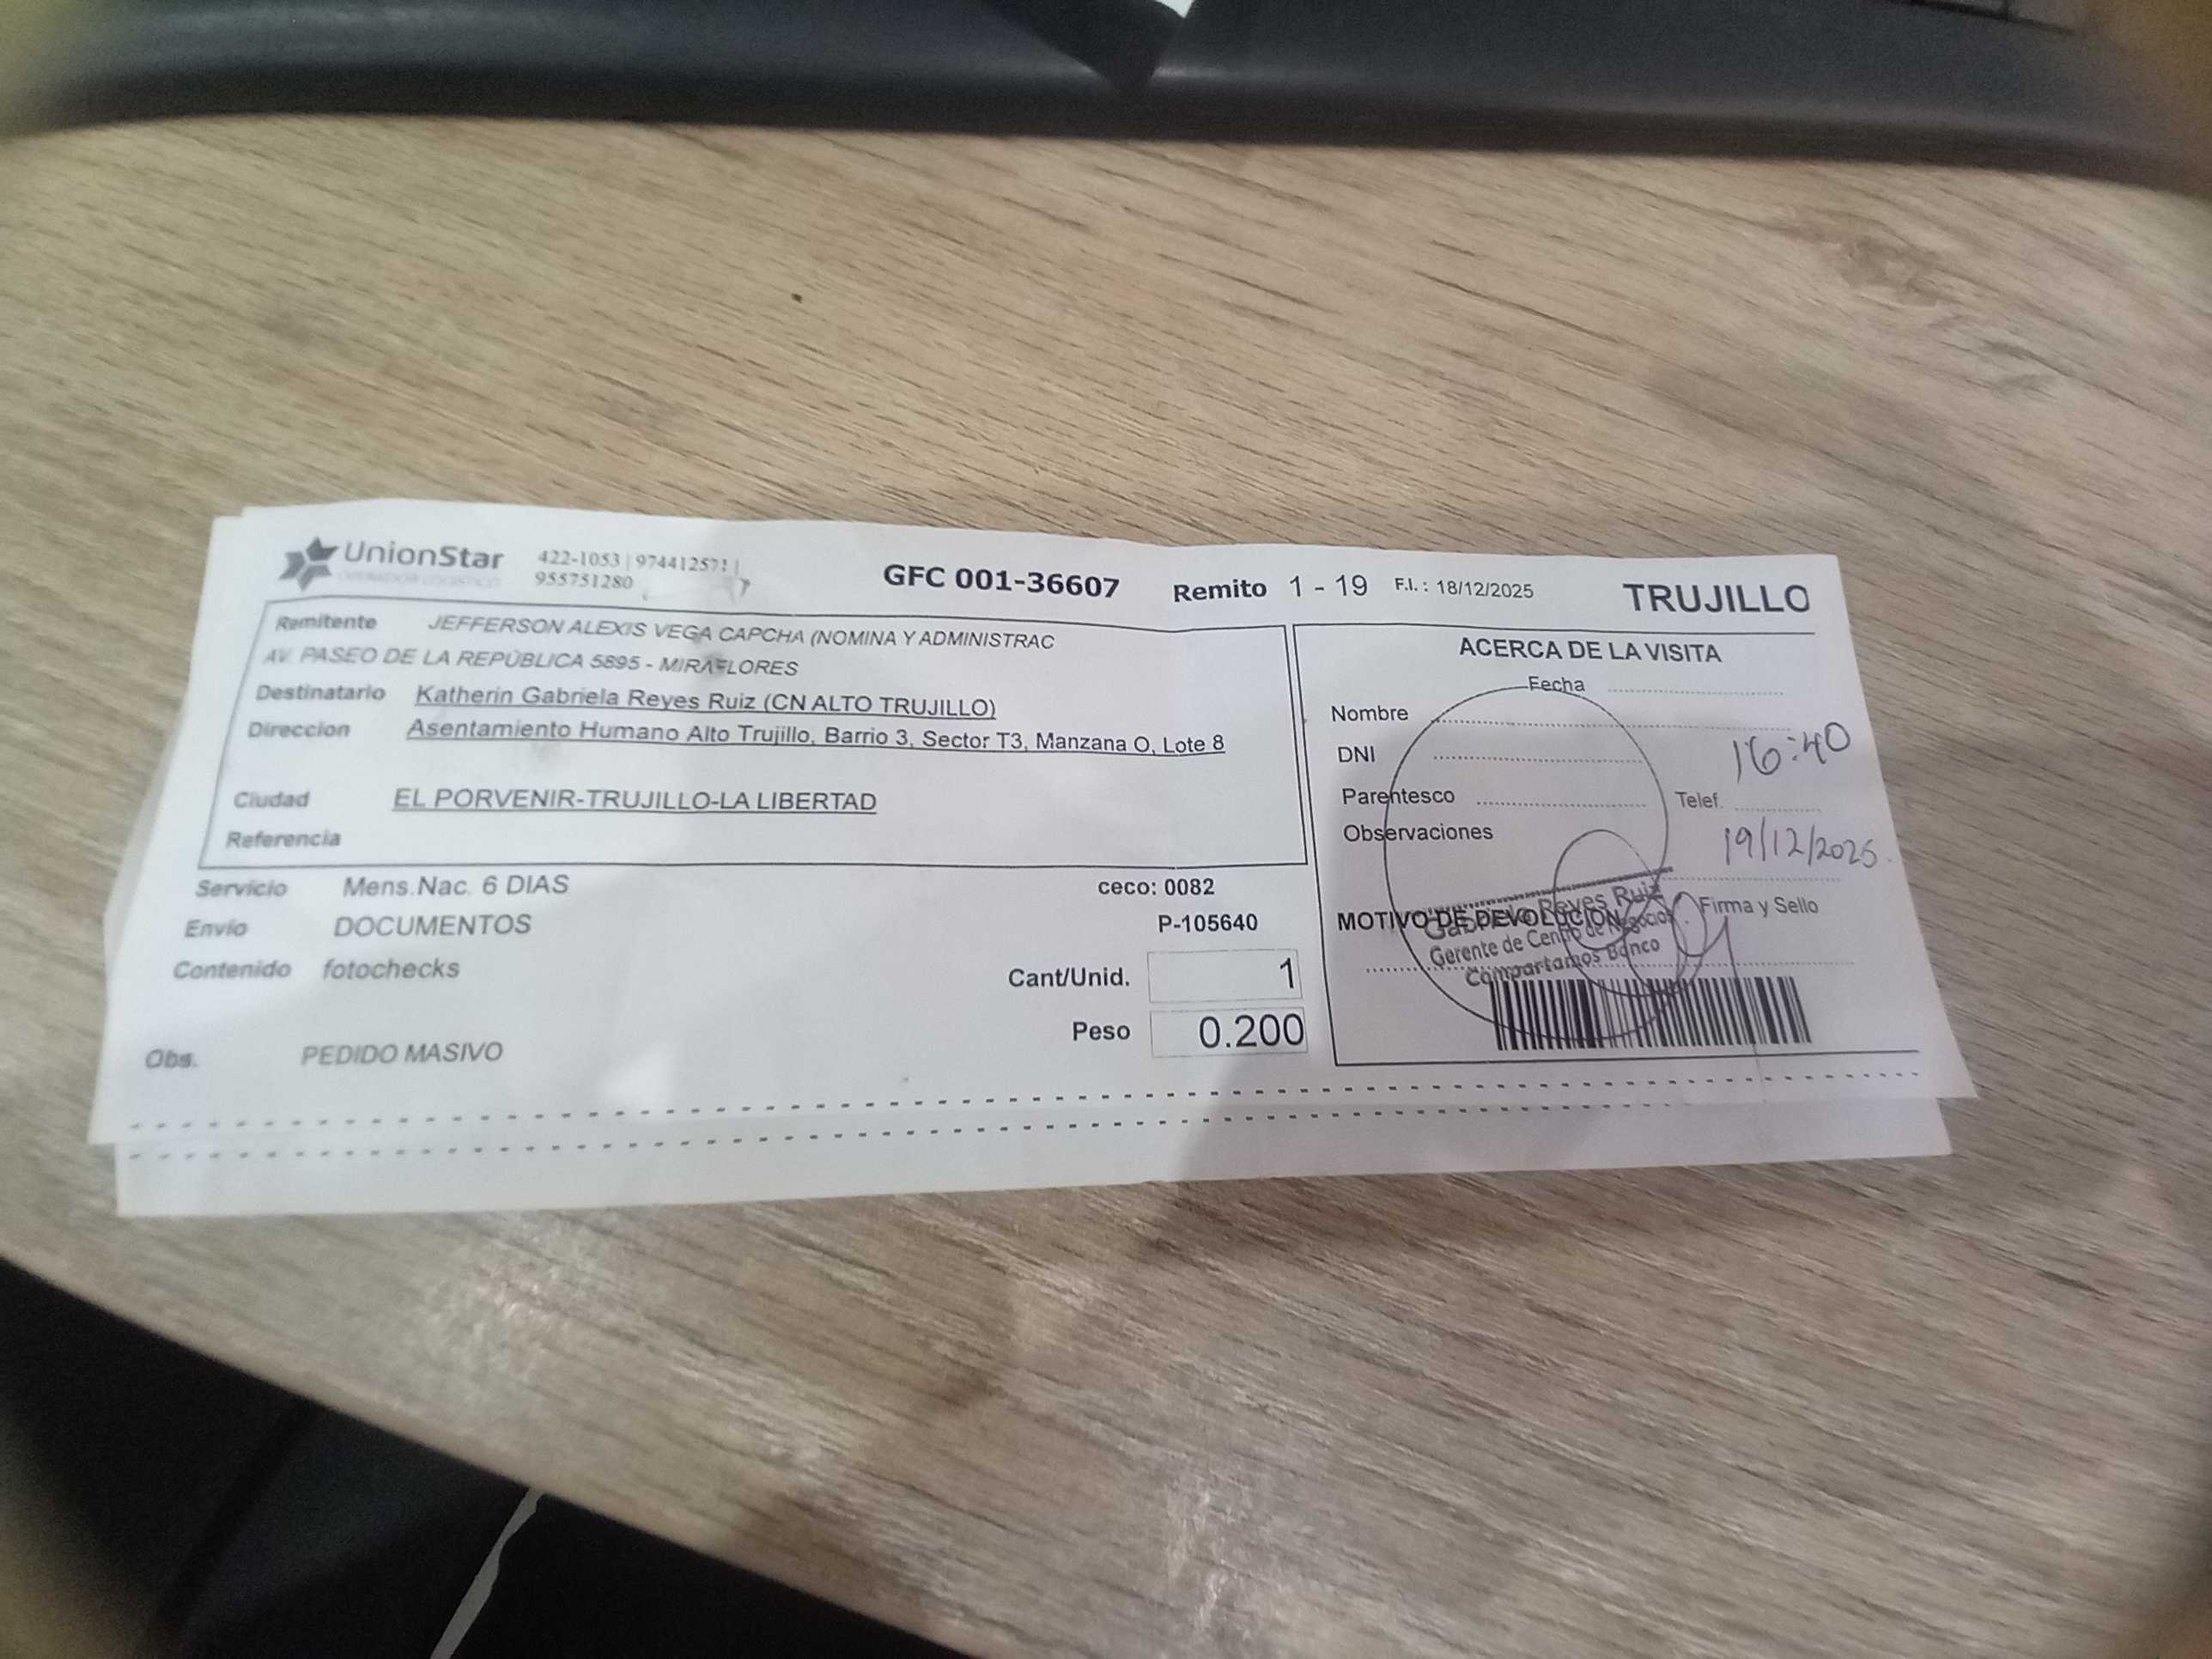 UnionStar
OPERADOR LOGISTICO
422-1053 | 974412571 |
955751280
GFC 001-36607
Remito 1 - 19 F.I. : 18/12/2025
TRUJILLO
Remitente JEFFERSON ALEXIS VEGA CAPCHA (NOMINA Y ADMINISTRAC
AV. PASEO DE LA REPÚBLICA 5895 - MIRAFLORES
Destinatario Katherin Gabriela Reyes Ruiz (CN ALTO TRUJILLO)
Direccion Asentamiento Humano Alto Trujillo, Barrio 3, Sector T3, Manzana O, Lote 8
Ciudad EL PORVENIR-TRUJILLO-LA LIBERTAD
Referencia
Servicio Mens.Nac. 6 DIAS
ceco: 0082
Envío DOCUMENTOS
P-105640
Contenido fotochecks
Cant/Unid. 1
Peso 0.200
Obs. PEDIDO MASIVO
ACERCA DE LA VISITA
Fecha
Nombre
DNI
16:40
Parentesco Telef.
Observaciones
19/12/2025.
Firma y Sello
MOTIVO DE DEVOLUCION
Gabriela Reyes Ruiz
Gerente de Centro de Negocios
Compartamos Banco